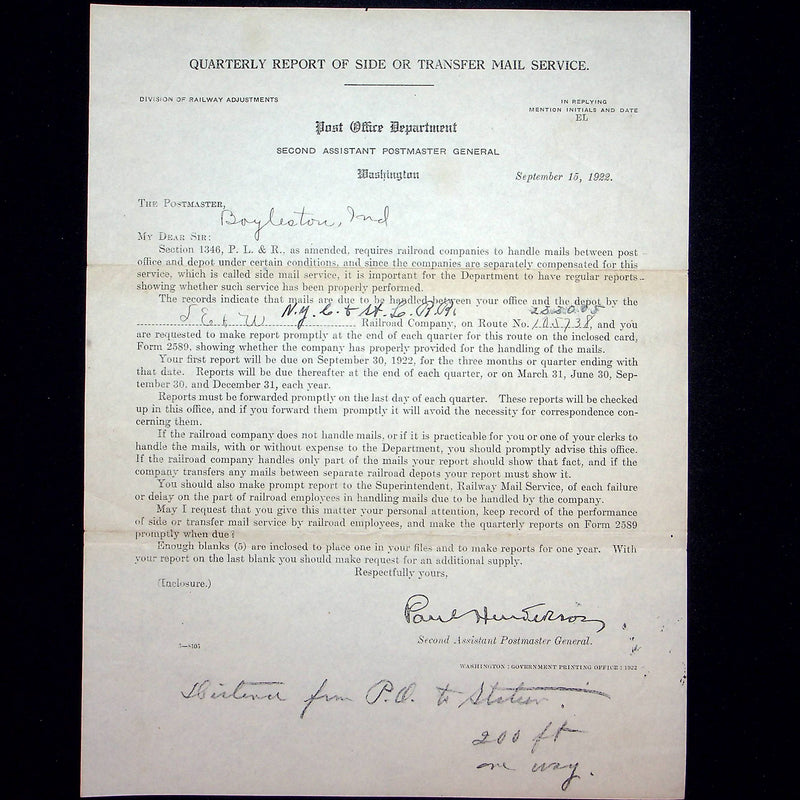 QUARTERLY REPORT OF SIDE OR TRANSFER MAIL SERVICE.
DIVISION OF RAILWAY ADJUSTMENTS
IN REPLYING
MENTION INITIALS AND DATE
EL
Post Office Department
SECOND ASSISTANT POSTMASTER GENERAL
Washington
September 15, 1922.
THE POSTMASTER,
Boyleston, Ind
MY DEAR SIR:
Section 1346, P. L. & R., as amended, requires railroad companies to handle mails between post
office and depot under certain conditions, and since the companies are separately compensated for this
service, which is called side mail service, it is important for the Department to have regular reports
showing whether such service has been properly performed.
The records indicate that mails are due to be handled between your office and the depot by the
L E & W N.Y.C. & St. L. R.R.
Railroad Company, on Route No. 105738, and you
are requested to make report promptly at the end of each quarter for this route on the inclosed card,
Form 2589, showing whether the company has properly provided for the handling of the mails.
Your first report will be due on September 30, 1922, for the three months or quarter ending with
that date. Reports will be due thereafter at the end of each quarter, or on March 31, June 30, Sep-
tember 30, and December 31, each year.
Reports must be forwarded promptly on the last day of each quarter. These reports will be checked
up in this office, and if you forward them promptly it will avoid the necessity for correspondence con-
cerning them.
If the railroad company does not handle mails, or if it is practicable for you or one of your clerks to
handle the mails, with or without expense to the Department, you should promptly advise this office.
If the railroad company handles only part of the mails your report should show that fact, and if the
company transfers any mails between separate railroad depots your report must show it.
You should also make prompt report to the Superintendent, Railway Mail Service, of each failure
or delay on the part of railroad employees in handling mails due to be handled by the company.
May I request that you give this matter your personal attention, keep record of the performance
of side or transfer mail service by railroad employees, and make the quarterly reports on Form 2589
promptly when due?
Enough blanks (5) are inclosed to place one in your files and to make reports for one year. With
your report on the last blank you should make request for an additional supply.
Respectfully yours,
(Inclosure.)
Paul Henderson
Second Assistant Postmaster General.
WASHINGTON : GOVERNMENT PRINTING OFFICE : 1922
Distance from P.O. to Station.
200 ft
one way.